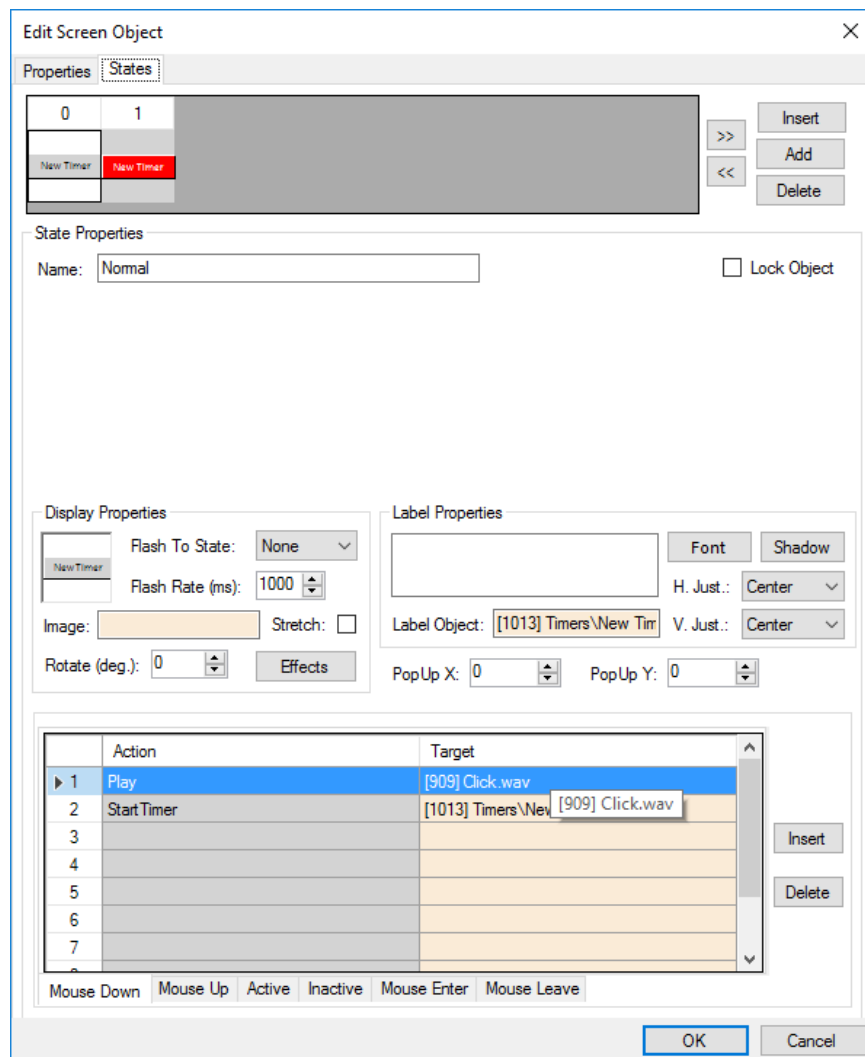 Edit Screen Object
Properties States
0 1
New Timer New Timer
>>
<<
Insert
Add
Delete
State Properties
Name: Normal
Lock Object
Display Properties
New Timer
Flash To State: None
Flash Rate (ms): 1000
Image:
Stretch:
Rotate (deg.): 0
Effects
Label Properties
Font Shadow
H. Just.: Center
Label Object: [1013] Timers\New Tim
V. Just.: Center
PopUp X: 0
PopUp Y: 0
Action Target
1 Play [909] Click.wav
[909] Click.wav
2 StartTimer [1013] Timers\New
3
4
5
6
7
Insert
Delete
Mouse Down Mouse Up Active Inactive Mouse Enter Mouse Leave
OK Cancel